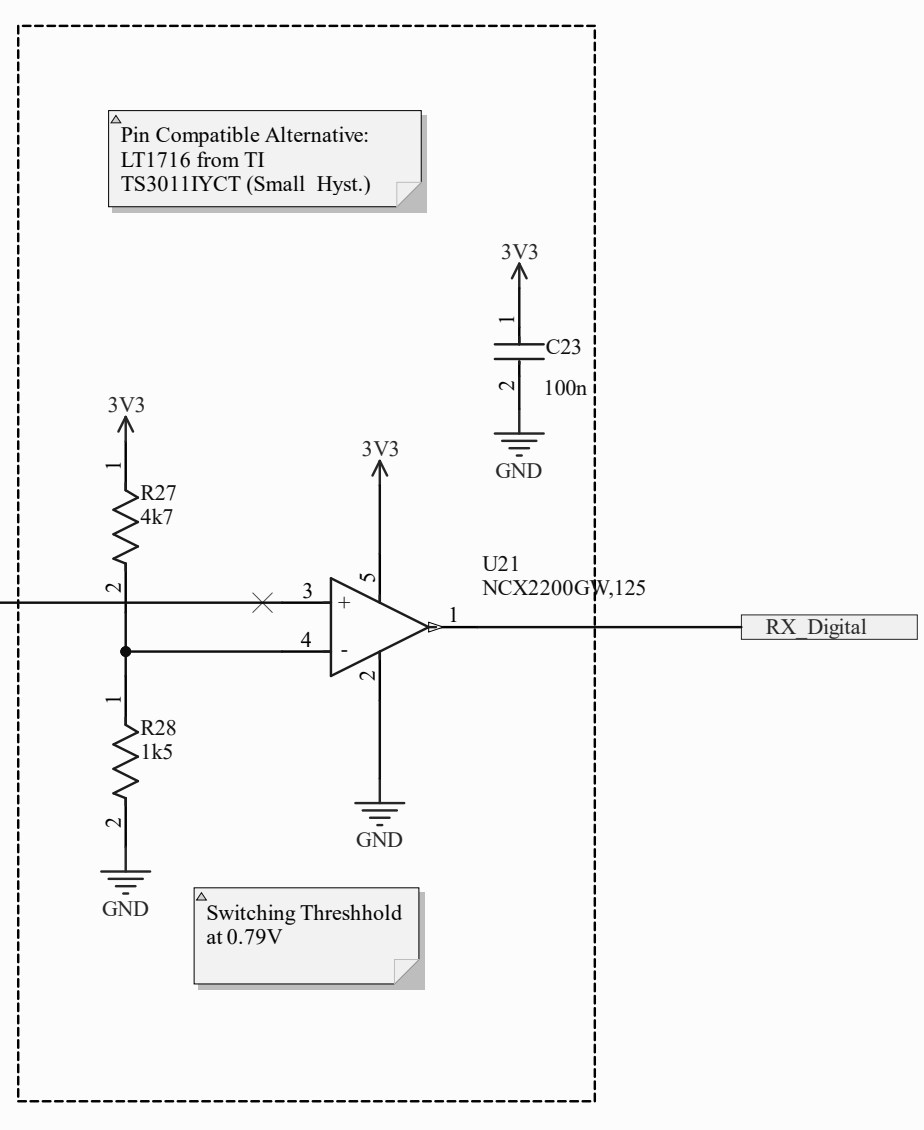 Pin Compatible Alternative:
LT1716 from TI
TS3011IYCT (Small Hyst.)
3V3
1
C23
2
100n
GND
3V3
1
R27
4k7
2
3V3
5
U21
NCX2200GW,125
3
+
1
RX_Digital
4
-
2
1
R28
1k5
2
GND
GND
Switching Threshhold
at 0.79V